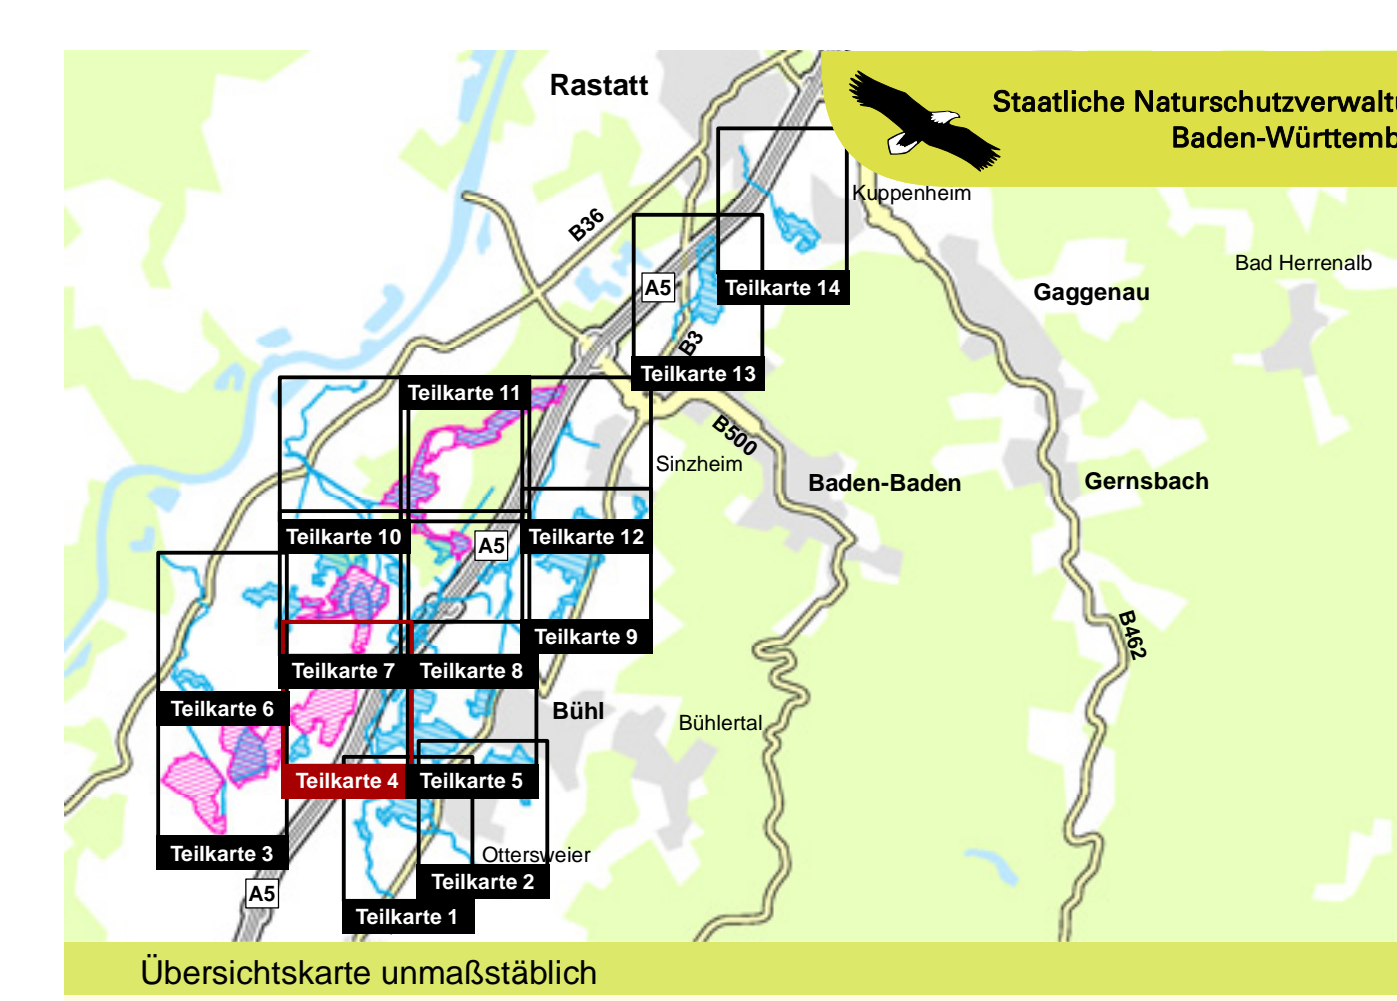 Rastatt
Staatliche Naturschutzverwaltu
Baden-Württemb
Kuppenheim
B36
Bad Herrenalb
A5
Teilkarte 14
Gaggenau
B3
Teilkarte 13
Teilkarte 11
B500
Sinzheim
Baden-Baden
Gernsbach
Teilkarte 10
A5
Teilkarte 12
Teilkarte 9
B462
Teilkarte 7
Teilkarte 8
Teilkarte 6
Bühl
Bühlertal
Teilkarte 4
Teilkarte 5
Teilkarte 3
Ottersweier
Teilkarte 2
A5
Teilkarte 1
Übersichtskarte unmaßstäblich